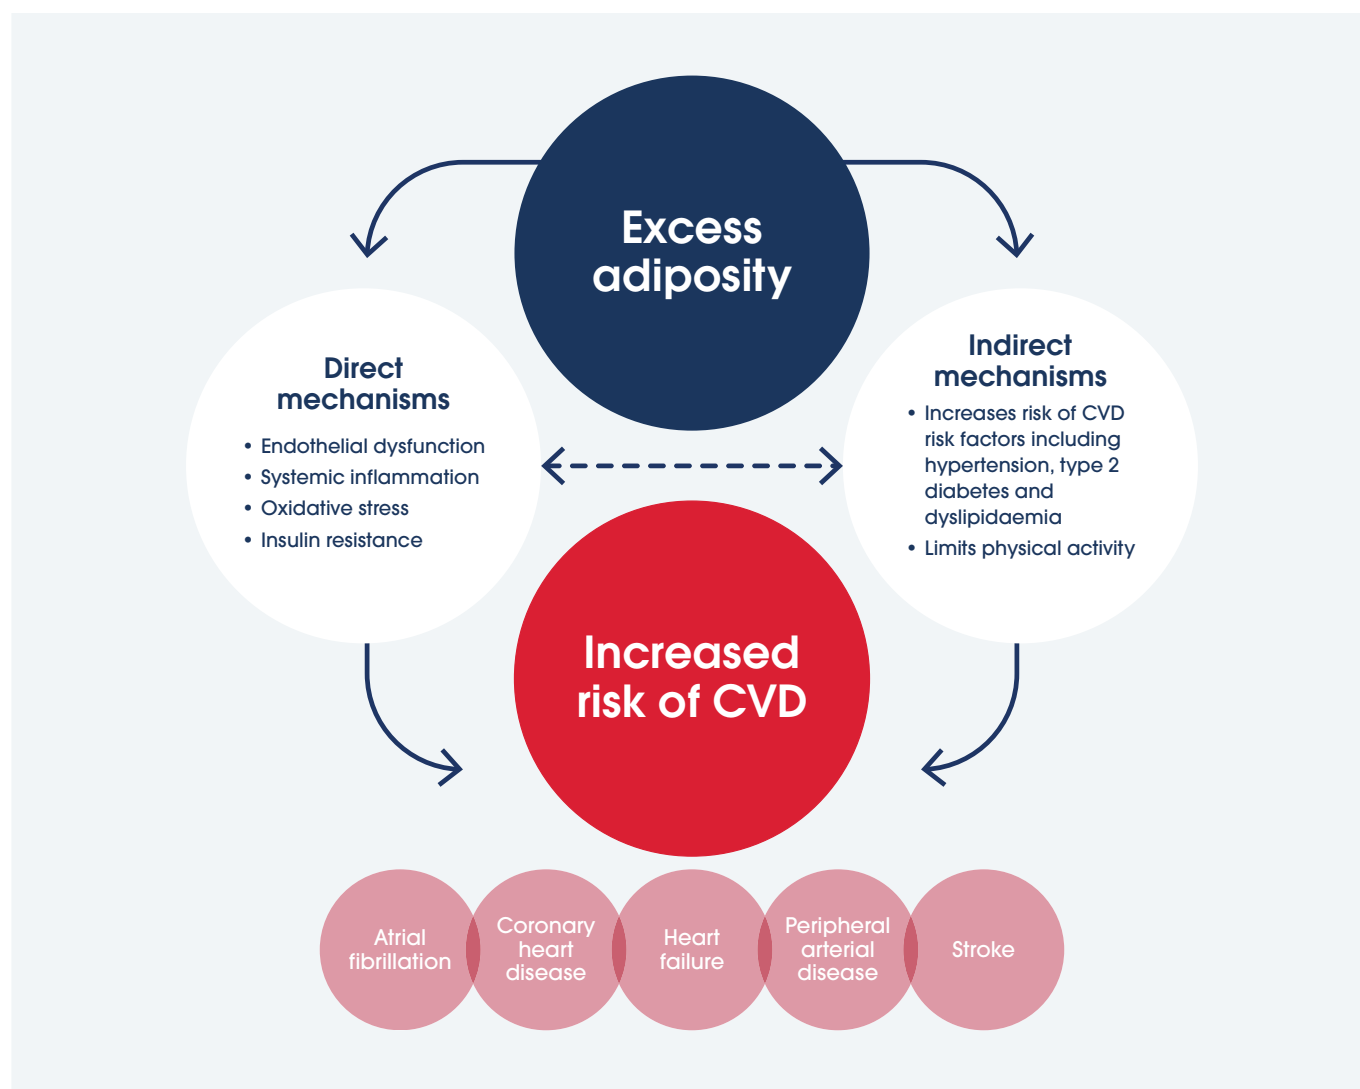 Excess
adiposity
Direct
mechanisms
• Endothelial dysfunction
• Systemic inflammation
• Oxidative stress
• Insulin resistance
Indirect
mechanisms
• Increases risk of CVD
risk factors including
hypertension, type 2
diabetes and
dyslipidaemia
• Limits physical activity
Increased
risk of CVD
Atrial
fibrillation
Coronary
heart
disease
Heart
failure
Peripheral
arterial
disease
Stroke